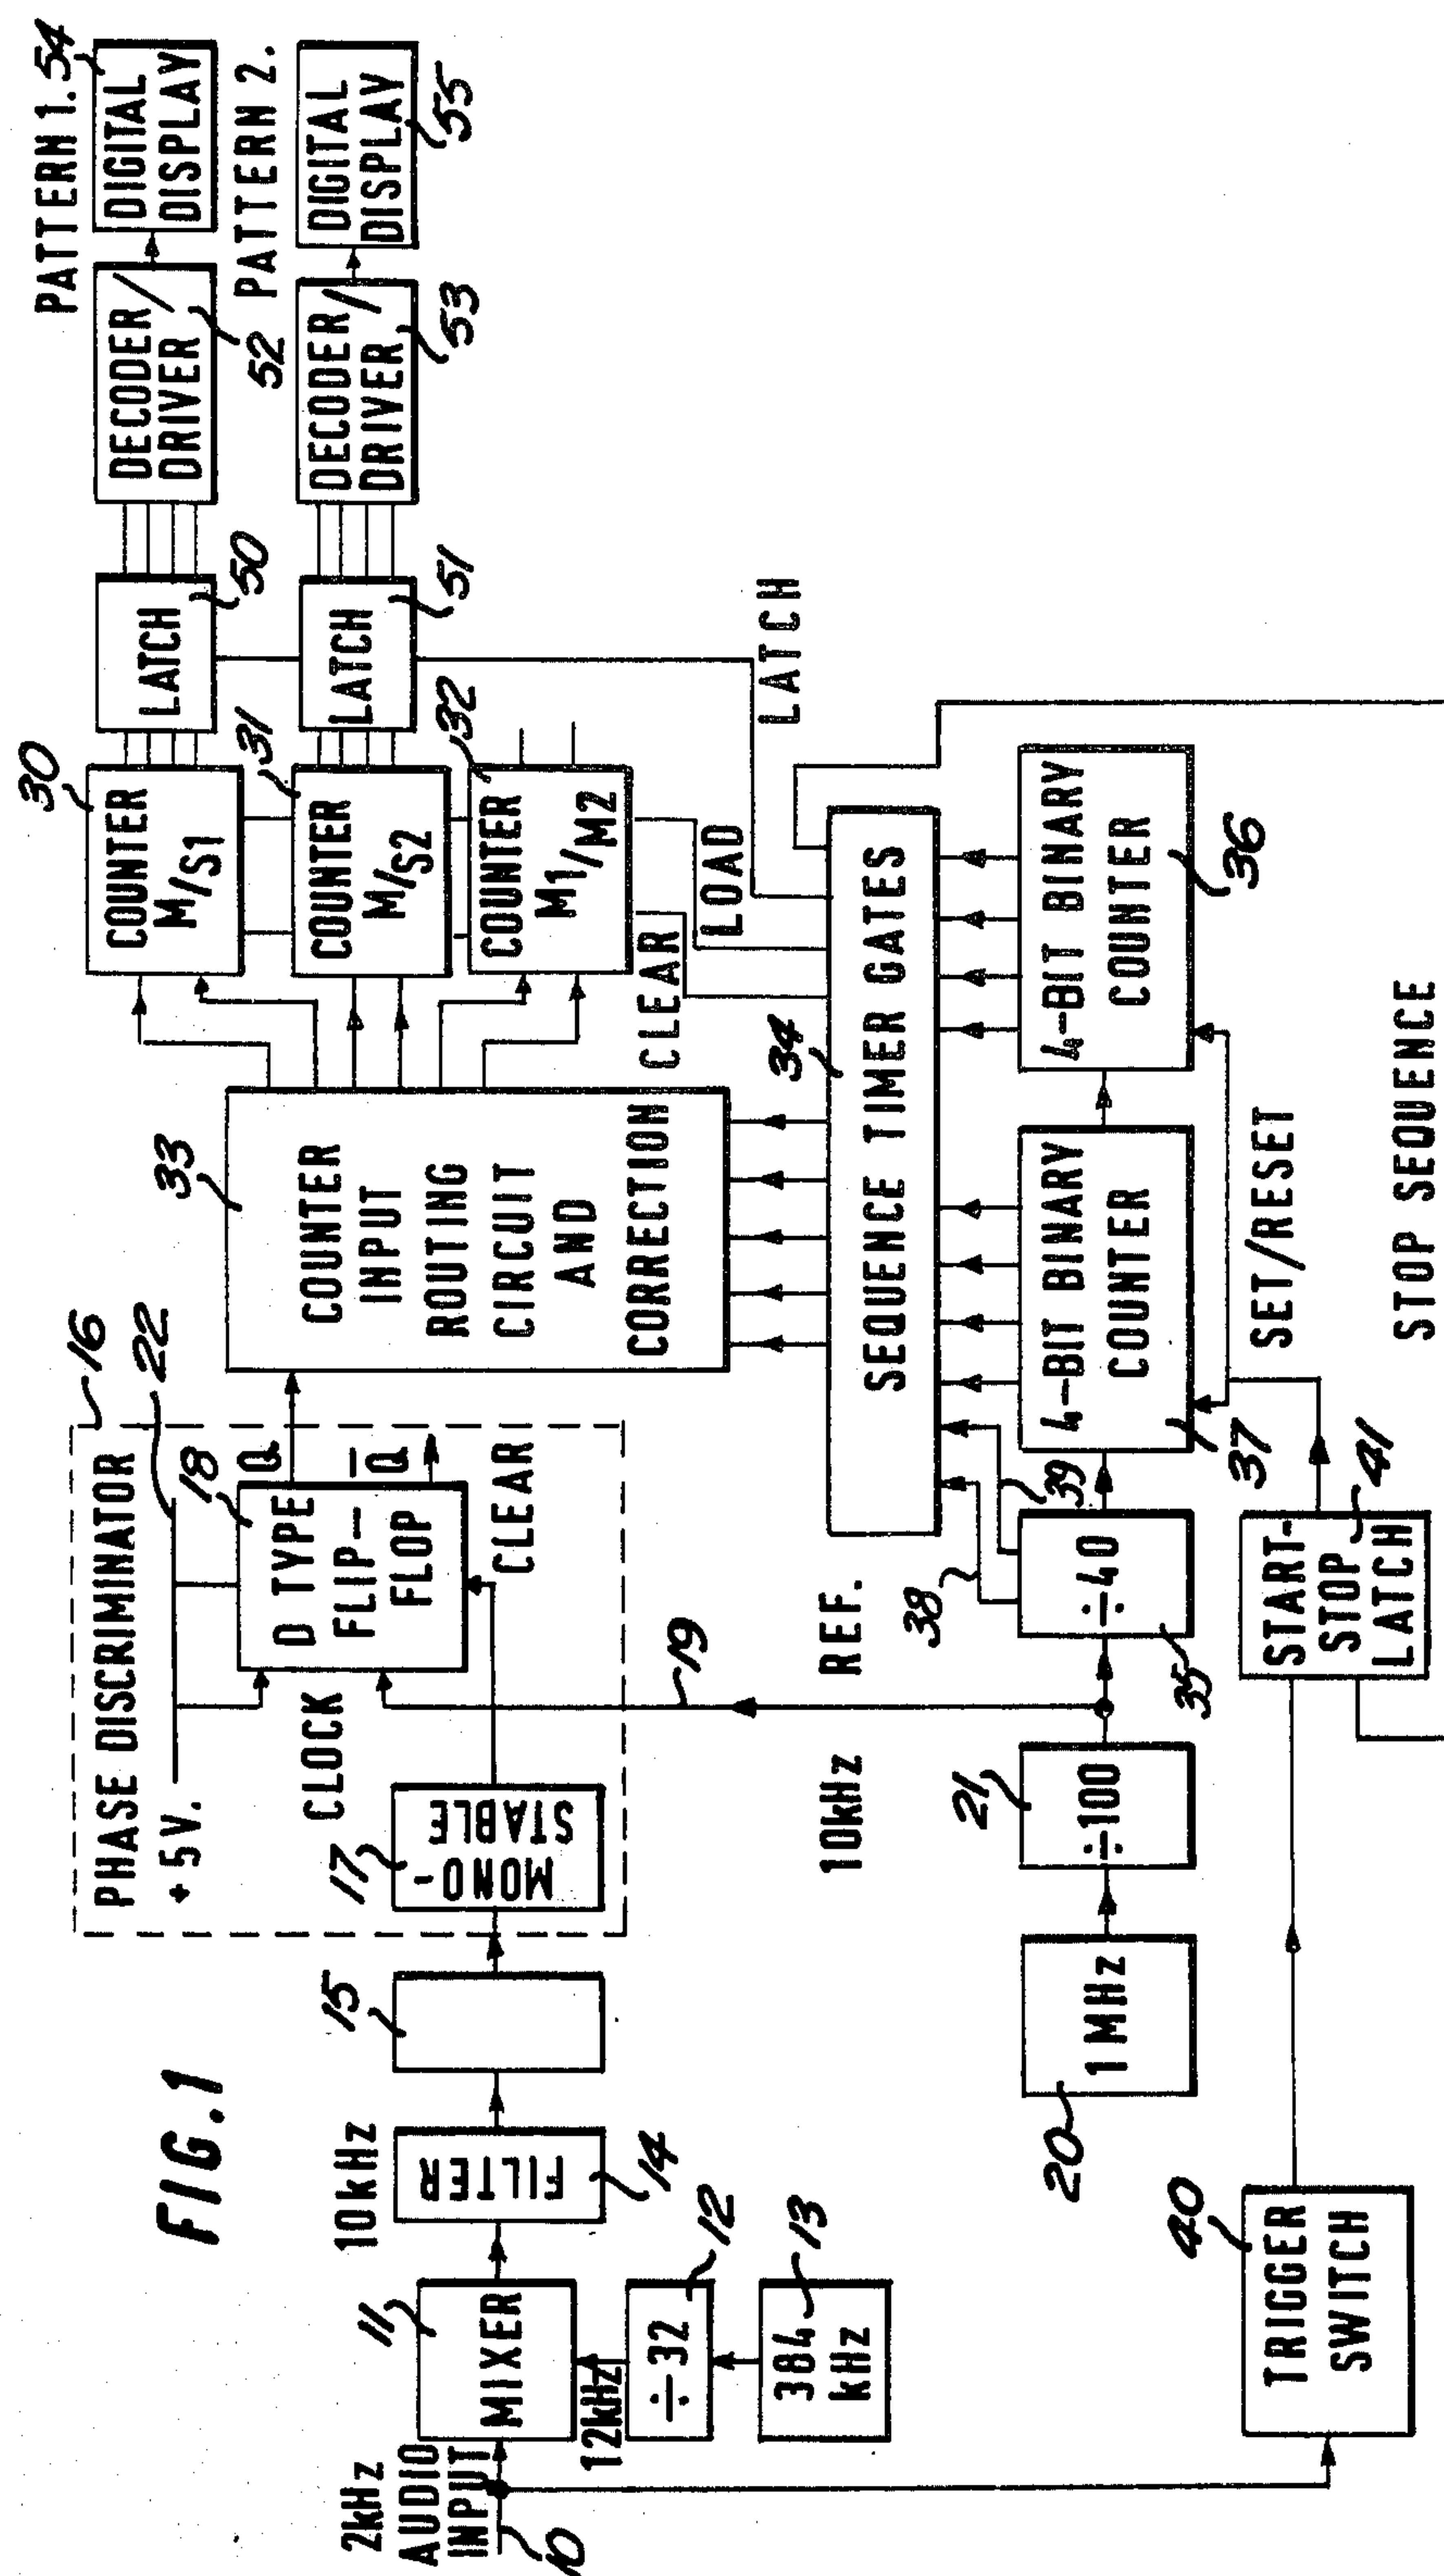 FIG.1
2kHz
AUDIO
INPUT
10
11
MIXER
12kHz
÷32
12
384
kHz
13
10kHz
FILTER
14
15
PHASE DISCRIMINATOR
16
+5V.
22
17
MONO-
STABLE
CLOCK
18
D TYPE
FLIP-
FLOP
Q
Q̅
CLEAR
19
33
COUNTER
INPUT
ROUTING
CIRCUIT
AND
CORRECTION
30
COUNTER
M/S1
31
COUNTER
M/S2
32
COUNTER
M1/M2
CLEAR
LOAD
LATCH
LATCH
50
LATCH
51
DECODER/
DRIVER
52
DECODER/
DRIVER
53
PATTERN 1.
54
DIGITAL
DISPLAY
PATTERN 2.
DIGITAL
DISPLAY
55
34
SEQUENCE TIMER GATES
10kHz REF.
20
1MHz
21
÷100
÷40
35
38
39
4-BIT BINARY
COUNTER
37
4-BIT BINARY
COUNTER
36
SET/RESET
40
TRIGGER
SWITCH
START-
STOP
LATCH
41
STOP SEQUENCE